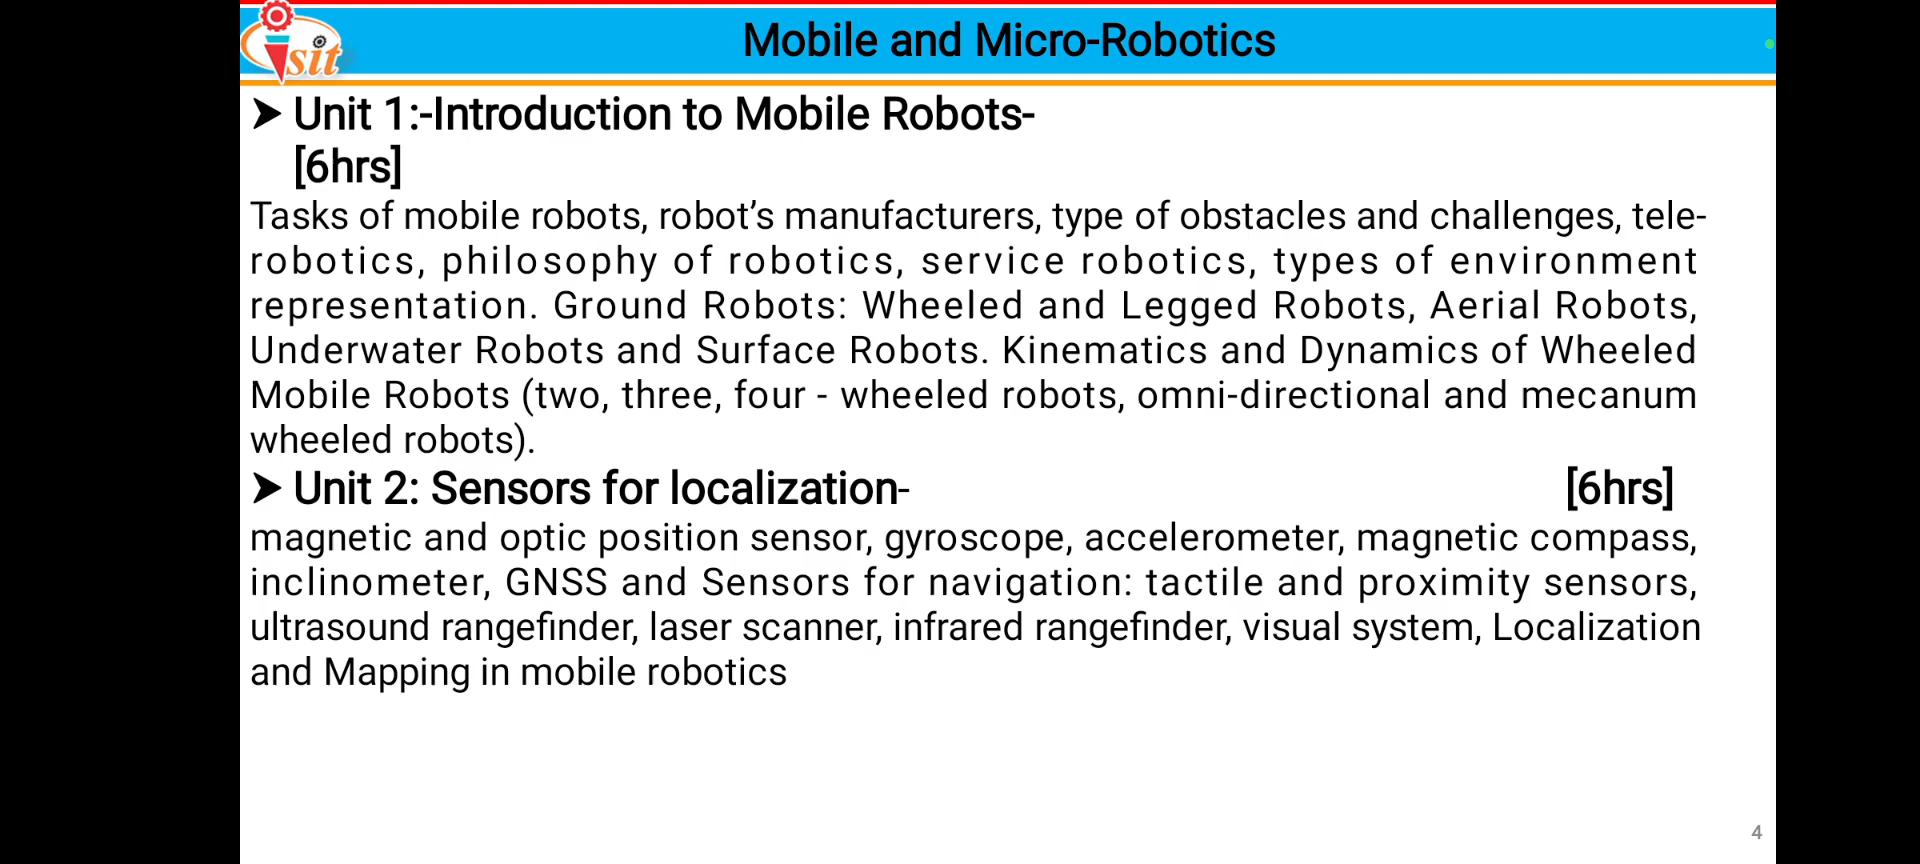 sit
Mobile and Micro-Robotics
➤ Unit 1:-Introduction to Mobile Robots-
[6hrs]
Tasks of mobile robots, robot’s manufacturers, type of obstacles and challenges, tele-
robotics, philosophy of robotics, service robotics, types of environment
representation. Ground Robots: Wheeled and Legged Robots, Aerial Robots,
Underwater Robots and Surface Robots. Kinematics and Dynamics of Wheeled
Mobile Robots (two, three, four - wheeled robots, omni-directional and mecanum
wheeled robots).
➤ Unit 2: Sensors for localization- [6hrs]
magnetic and optic position sensor, gyroscope, accelerometer, magnetic compass,
inclinometer, GNSS and Sensors for navigation: tactile and proximity sensors,
ultrasound rangefinder, laser scanner, infrared rangefinder, visual system, Localization
and Mapping in mobile robotics
4